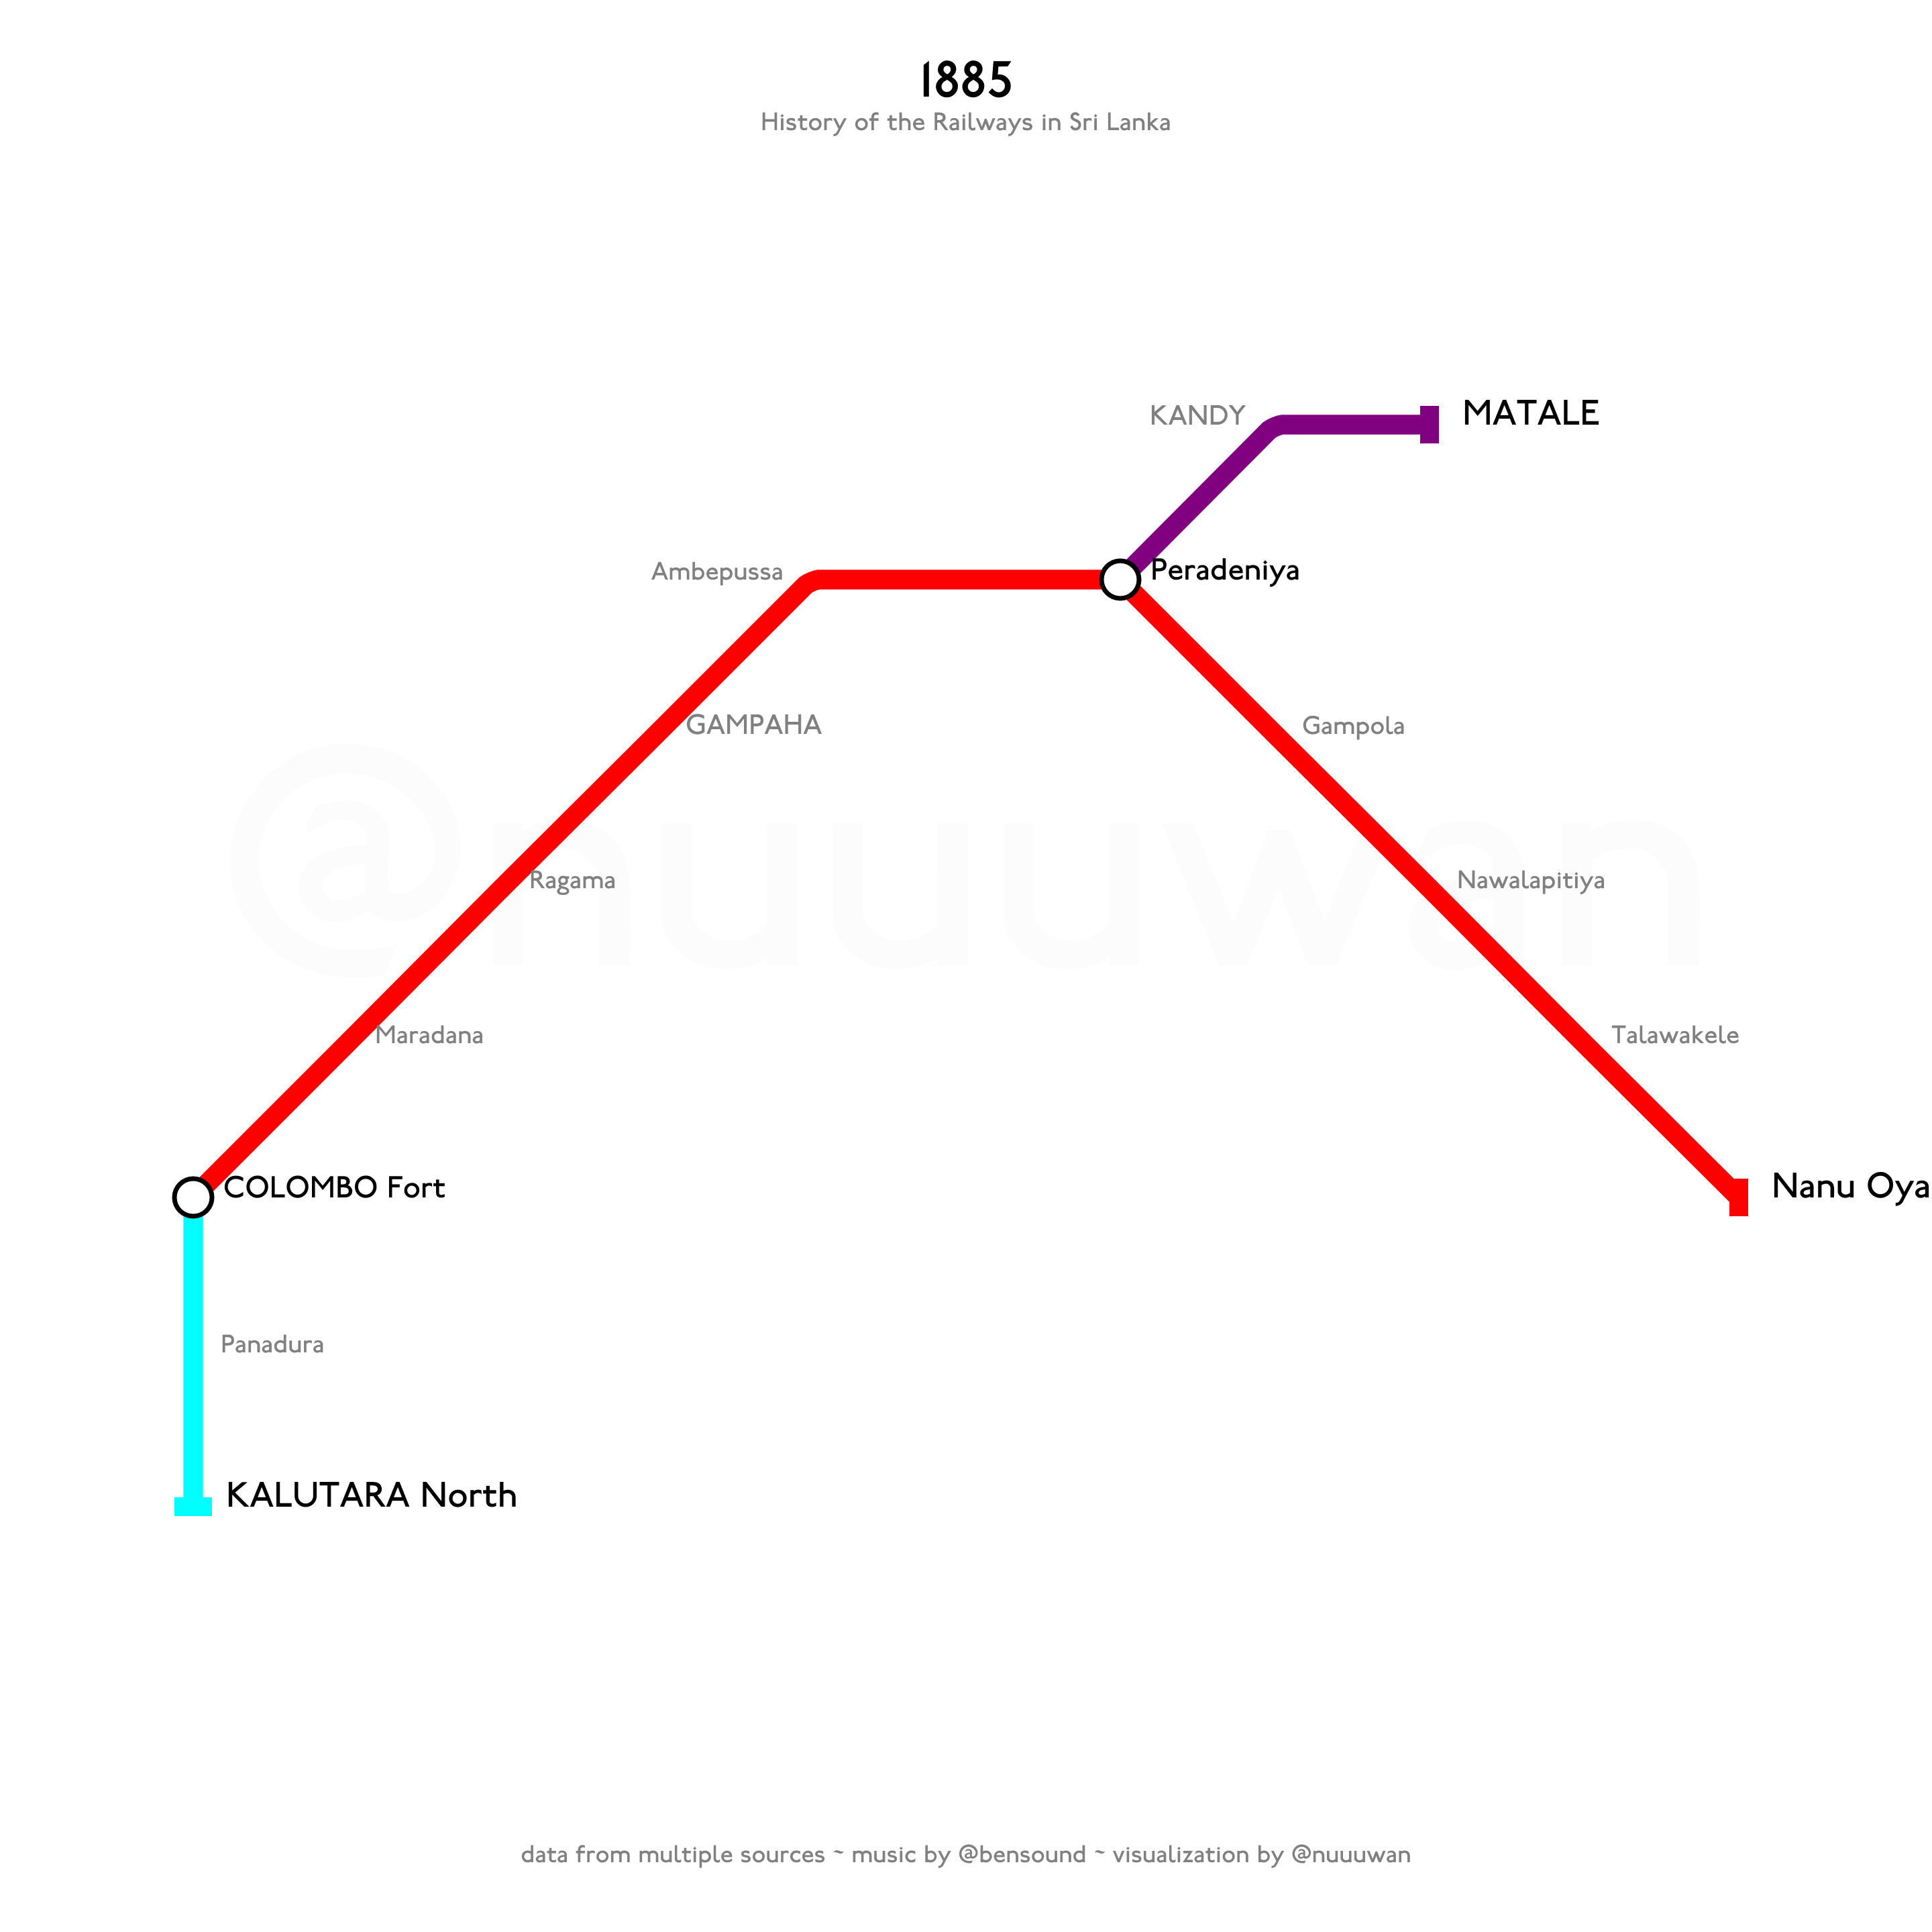 1885
History of the Railways in Sri Lanka
KANDY
MATALE
Ambepussa
Peradeniya
GAMPAHA
Gampola
@nuuuwan
Ragama
Nawalapitiya
Maradana
Talawakele
COLOMBO Fort
Nanu Oya
Panadura
KALUTARA North
data from multiple sources ~ music by @bensound ~ visualization by @nuuuwan